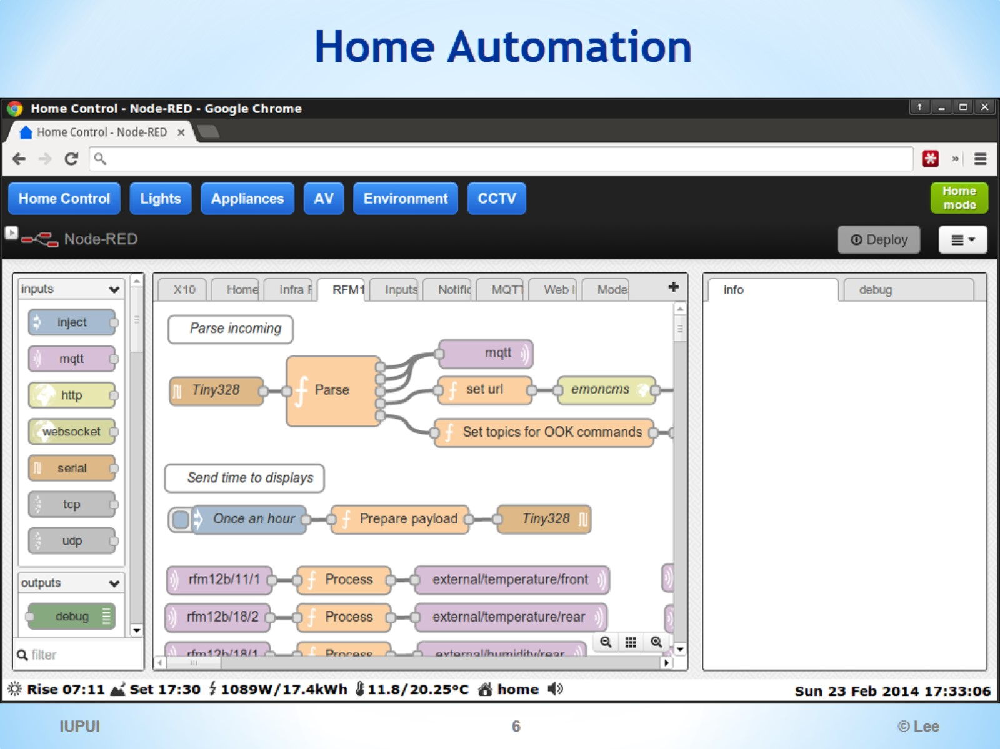 Home Automation
Home Control - Node-RED - Google Chrome
Home Control - Node-RED
Home Control
Lights
Appliances
AV
Environment
CCTV
Home
mode
Node-RED
Deploy
inputs
inject
mqtt
http
websocket
serial
tcp
udp
outputs
debug
filter
X10
Home
Infra
RFM1
Inputs
Notific
MQTT
Web i
Mode
Parse incoming
Tiny328
Parse
mqtt
set url
emoncms
Set topics for OOK commands
Send time to displays
Once an hour
Prepare payload
Tiny328
rfm12b/11/1
Process
external/temperature/front
rfm12b/18/2
Process
external/temperature/rear
rfm12b/18/1
Process
external/humidity/rear
info
debug
Rise 07:11 Set 17:30 1089W/17.4kWh 11.8/20.25°C home
Sun 23 Feb 2014 17:33:06
IUPUI
6
© Lee